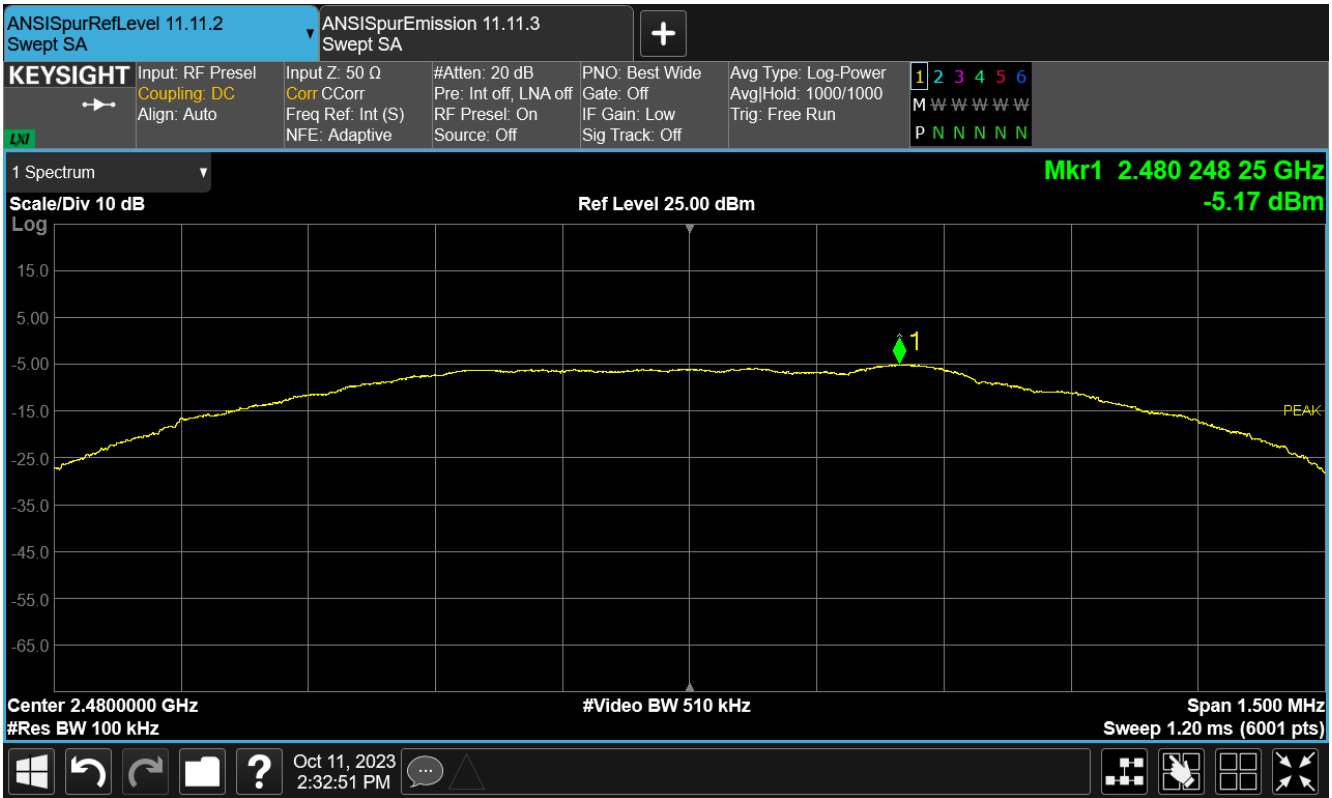 ANSISpurRefLevel 11.11.2
Swept SA
ANSISpurEmission 11.11.3
Swept SA
KEYSIGHT
LXI
Input: RF Presel
Coupling: DC
Align: Auto
Input Z: 50 Ω
Corr CCorr
Freq Ref: Int (S)
NFE: Adaptive
#Atten: 20 dB
Pre: Int off, LNA off
RF Presel: On
Source: Off
PNO: Best Wide
Gate: Off
IF Gain: Low
Sig Track: Off
Avg Type: Log-Power
Avg|Hold: 1000/1000
Trig: Free Run
1 2 3 4 5 6
M W W W W W
P N N N N N
1 Spectrum
Mkr1 2.480 248 25 GHz
-5.17 dBm
Scale/Div 10 dB
Ref Level 25.00 dBm
Log
15.0
5.00
-5.00
-15.0
-25.0
-35.0
-45.0
-55.0
-65.0
1
PEAK
Center 2.4800000 GHz
#Video BW 510 kHz
Span 1.500 MHz
#Res BW 100 kHz
Sweep 1.20 ms (6001 pts)
?
Oct 11, 2023
2:32:51 PM